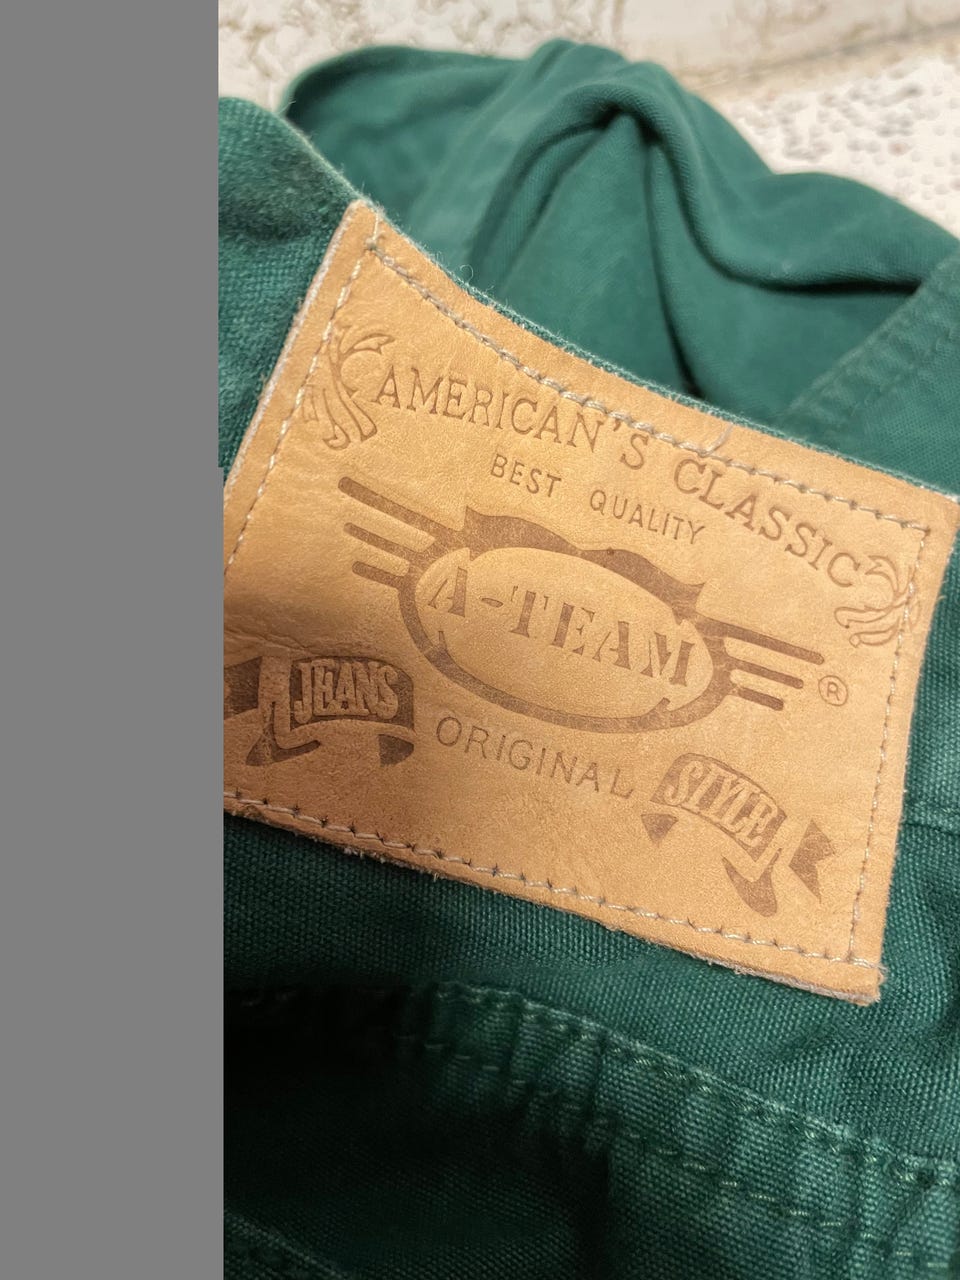 AMERICAN'S CLASSIC
BEST QUALITY
A-TEAM
®
JEANS
ORIGINAL
STYLE